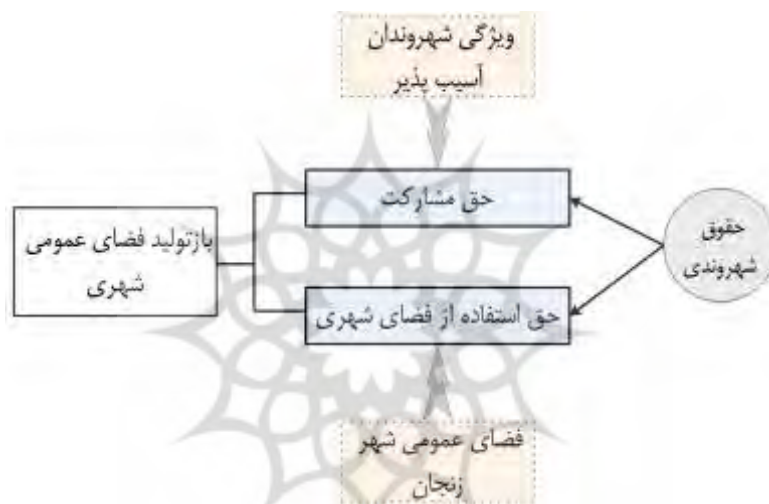 ویژگی شهروندان
آسیب پذیر
حق مشارکت
حقوق
شهروندی
بازتولید فضای عمومی
شهری
حق استفاده از فضای شهری
فضای عمومی شهر
زنجان